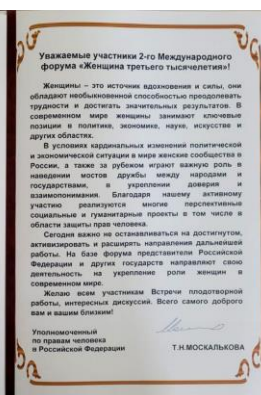 Уважаемые участники 2-го Международного
форума «Женщина третьего тысячелетия»!
Женщины – это источник вдохновения и силы, они
обладают необыкновенной способностью преодолевать
трудности и достигать значительных результатов. В
современном мире женщины занимают ключевые
позиции в политике, экономике, науке, искусстве и
других областях.
В условиях кардинальных изменений политической
и экономической ситуации в мире женские сообщества в
России, а также за рубежом играют важную роль в
наведении мостов дружбы между народами и
государствами, в укреплении доверия и
взаимопонимания. Благодаря нашему активному
участию реализуются многие перспективные
социальные и гуманитарные проекты в том числе в
области защиты прав человека.
Сегодня важно не останавливаться на достигнутом,
активизировать и расширять направления дальнейшей
работы. На базе форума представители Российской
Федерации и других государств направляют свою
деятельность на укрепление роли женщин в
современном мире.
Желаю всем участникам Встречи плодотворной
работы, интересных дискуссий. Всего самого доброго
вам и вашим близким!
Уполномоченный
по правам человека
в Российской Федерации Т.Н.МОСКАЛЬКОВА